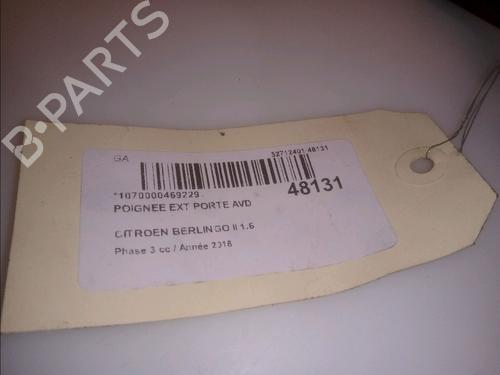 B-PARTS
GA
52712401-48131
*1070000469229
48131
POIGNEE EXT PORTE AVD
CITROEN BERLINGO II 1.6
Phase 3 cc / Année 2018